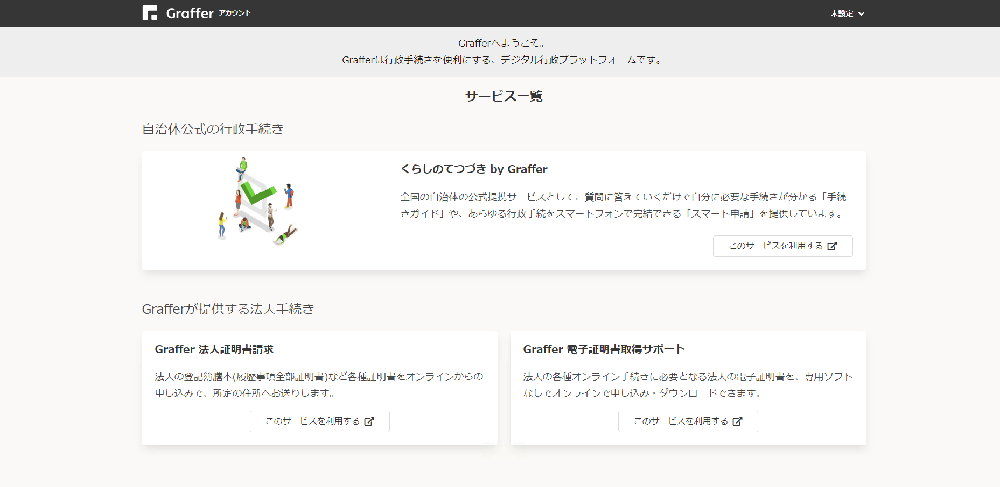 Graffer アカウント
未設定
Grafferへようこそ。
Grafferは行政手続きを便利にする、デジタル行政プラットフォームです。
サービス一覧
自治体公式の行政手続き
くらしのてつづき by Graffer
全国の自治体の公式提携サービスとして、質問に答えていくだけで自分に必要な手続きが分かる「手続
きガイド」や、あらゆる行政手続をスマートフォンで完結できる「スマート申請」を提供しています。
このサービスを利用する
Grafferが提供する法人手続き
Graffer 法人証明書請求
法人の登記簿謄本(履歴事項全部証明書)など各種証明書をオンラインからの
申し込みで、所定の住所へお送りします。
このサービスを利用する
Graffer 電子証明書取得サポート
法人の各種オンライン手続きに必要となる法人の電子証明書を、専用ソフト
なしでオンラインで申し込み・ダウンロードできます。
このサービスを利用する